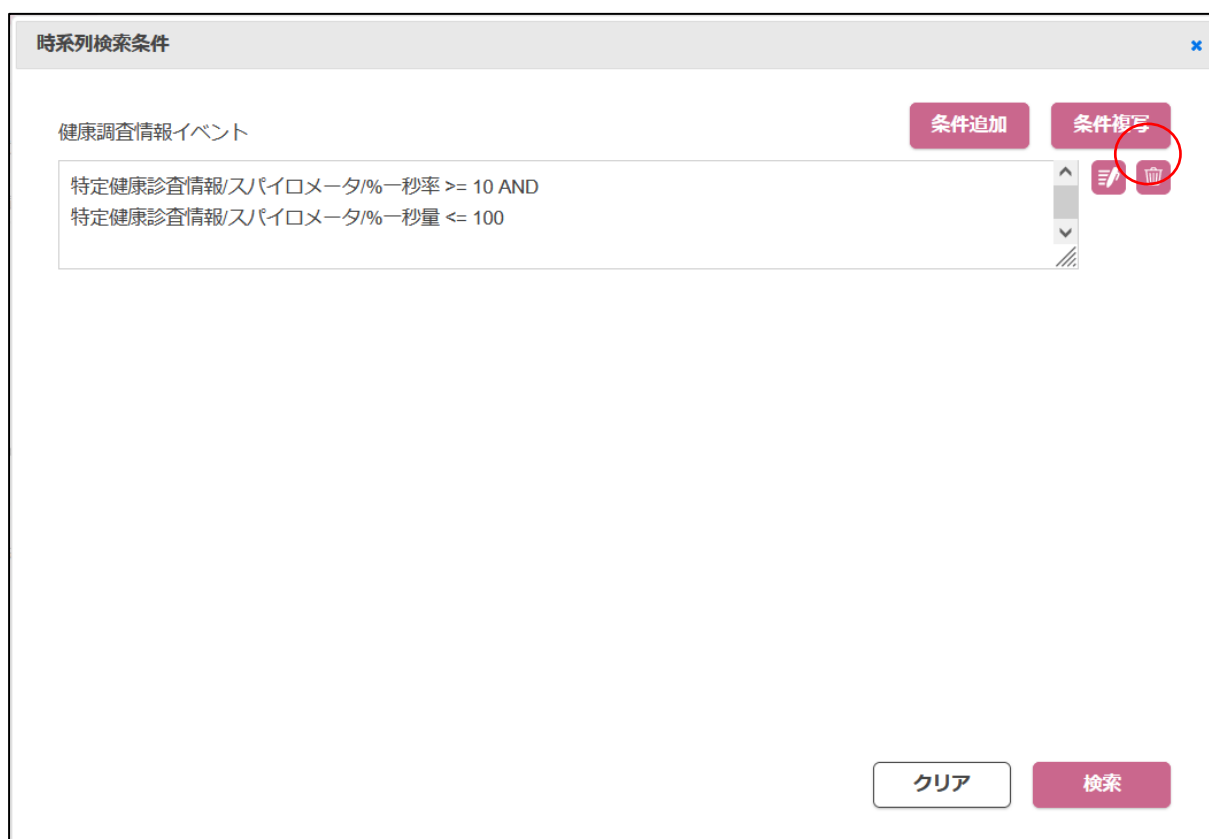 時系列検索条件
健康調査情報イベント
条件追加
条件複写
特定健康診査情報/スパイロメータ/%一秒率 >= 10 AND
特定健康診査情報/スパイロメータ/%一秒量 <= 100
クリア
検索